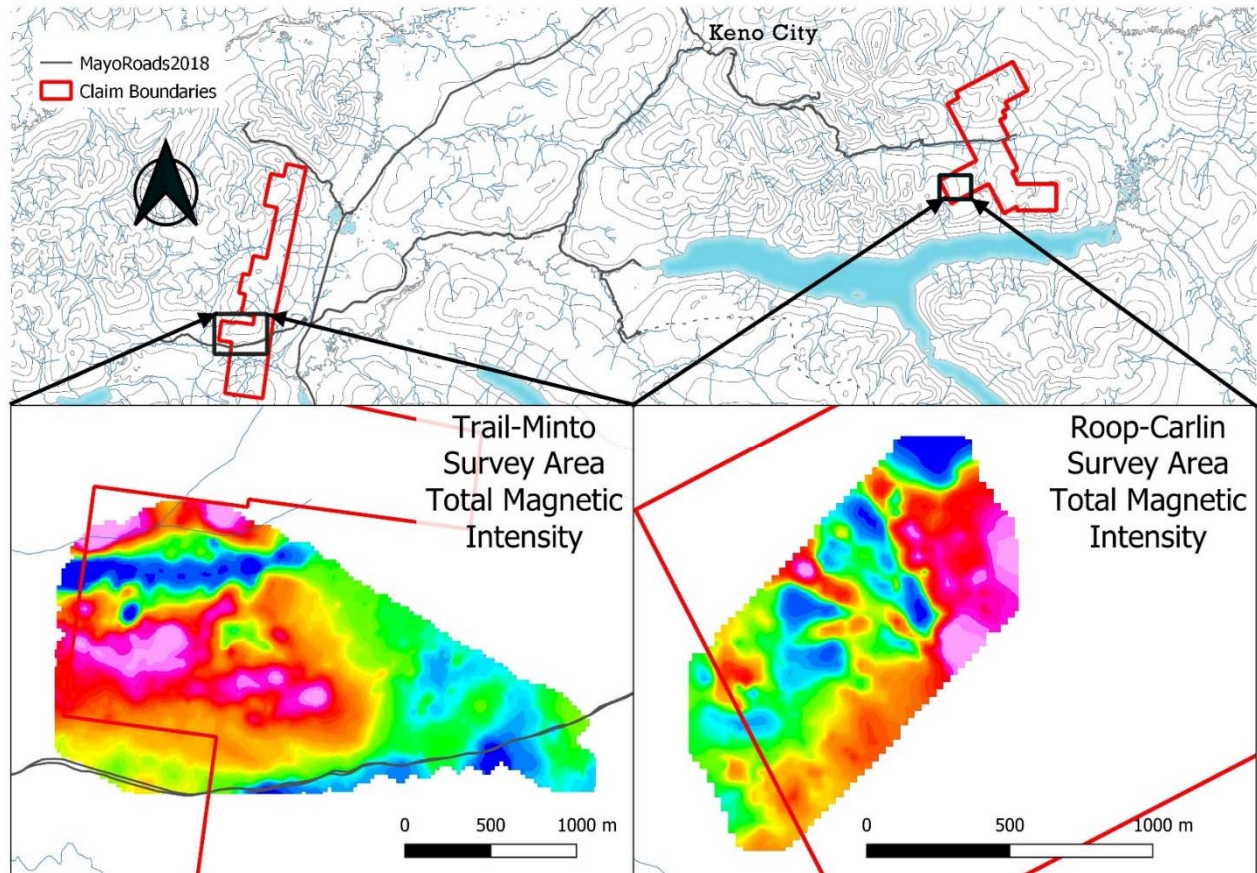 Keno City
MayoRoads2018
Claim Boundaries
Trail-Minto
Survey Area
Total Magnetic
Intensity
0 500 1000 m
Roop-Carlin
Survey Area
Total Magnetic
Intensity
0 500 1000 m